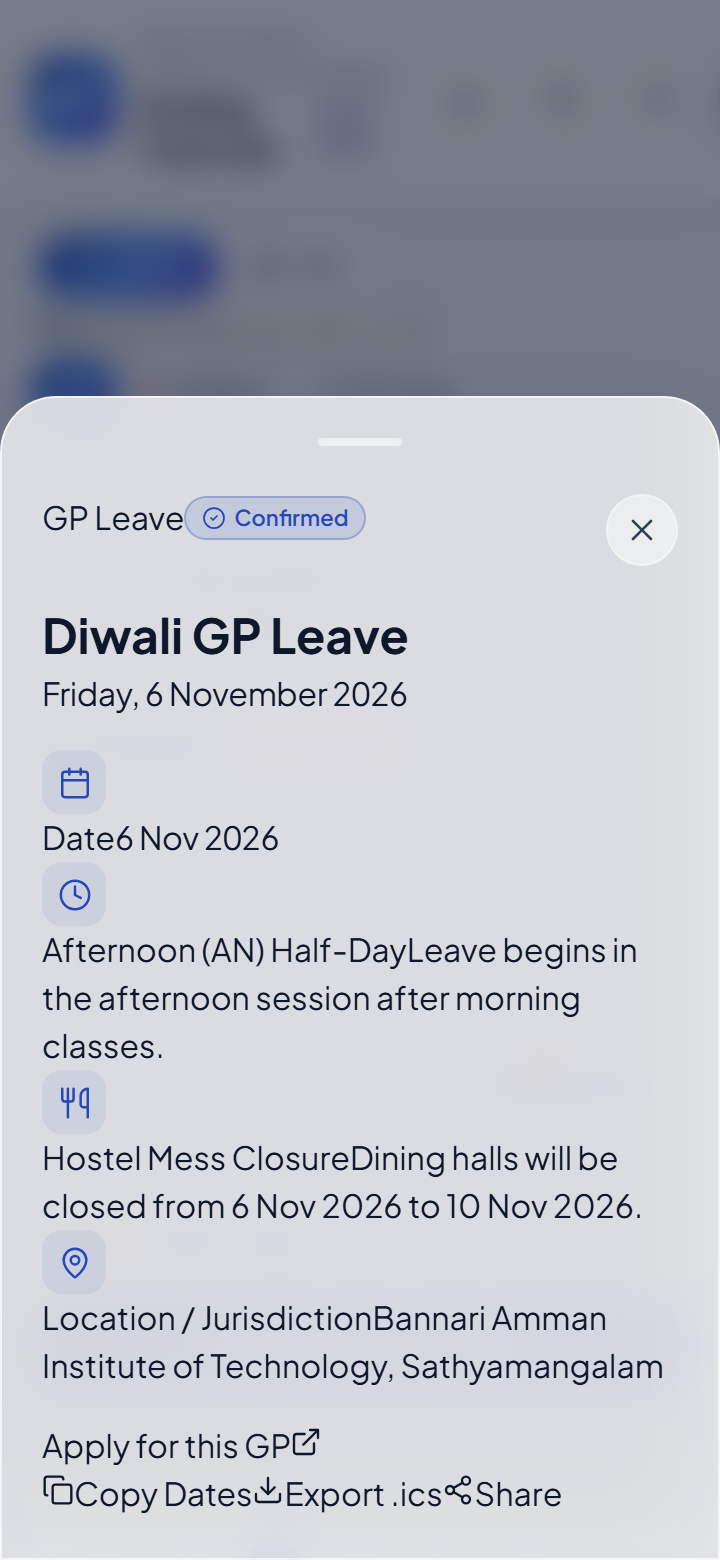 GP Leave Confirmed
Diwali GP Leave
Friday, 6 November 2026
Date6 Nov 2026
Afternoon (AN) Half-DayLeave begins in
the afternoon session after morning
classes.
Hostel Mess ClosureDining halls will be
closed from 6 Nov 2026 to 10 Nov 2026.
Location / JurisdictionBannari Amman
Institute of Technology, Sathyamangalam
Apply for this GP
Copy Dates Export .ics Share